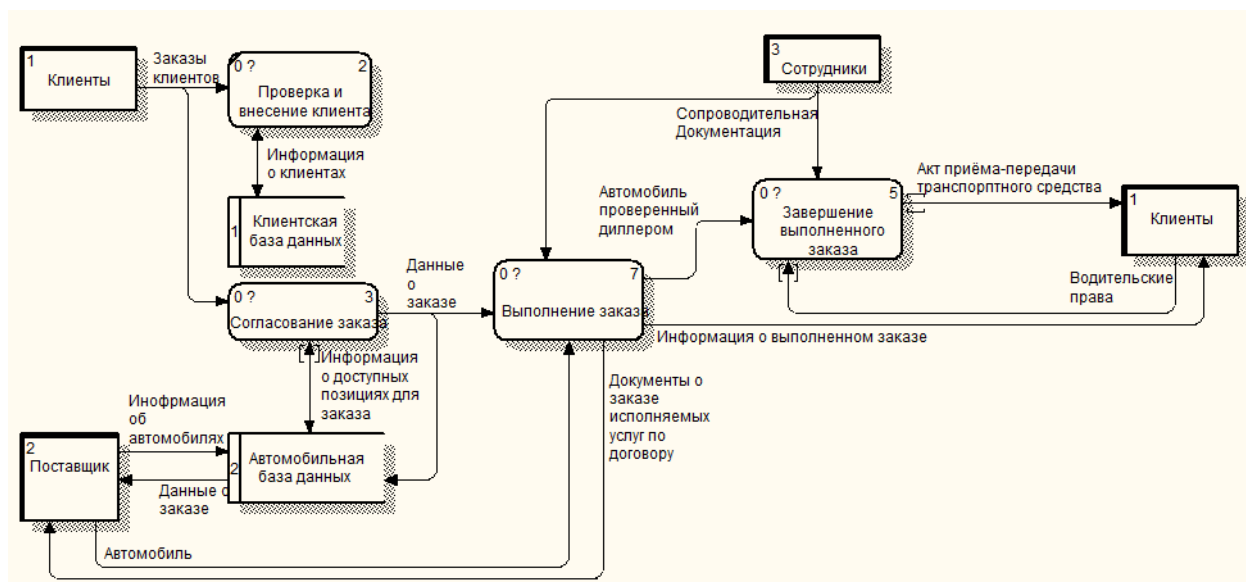 1
Клиенты
Заказы
клиентов
0 ?
2
Проверка и
внесение клиента
Информация
о клиентах
1
Клиентская
база данных
3
Сотрудники
Сопроводительная
Документация
Автомобиль
проверенный
диллером
0 ?
5
Завершение
выполненного
заказа
Акт приёма-передачи
транспортного средства
1
Клиенты
Водительские
права
0 ?
3
Согласование заказа
Данные
о
заказе
0 ?
7
Выполнение заказа
Информация о выполненном заказе
Информация
о доступных
позициях для
заказа
Документы о
заказе
исполняемых
услуг по
договору
Инофрмация
об
автомобилях
2
Поставщик
2
Автомобильная
база данных
Данные о
заказе
Автомобиль